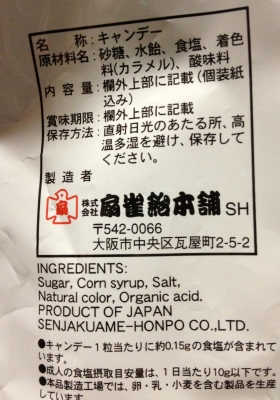 名 称：キャンデー
原材料名：砂糖、水飴、食塩、着色
料(カラメル)、酸味料
内 容 量：欄外上部に記載(個装紙
込み)
賞味期限：欄外上部に記載
保存方法：直射日光のあたる所、高
温多湿を避け、保存して
ください。
製 造 者
扇
株式会社 扇雀飴本舗 SH
〒542-0066
大阪市中央区瓦屋町2-5-2
INGREDIENTS:
Sugar, Corn syrup, Salt,
Natural color, Organic acid.
PRODUCT OF JAPAN
SENJAKUAME-HONPO CO.,LTD.
●キャンデー1粒当たりに約0.15gの食塩が含まれて
います。
●成人の食塩摂取目安量は、1日当たり10g以下です。
●本品製造工場では、卵・乳・小麦を含む製品を生産
しています。